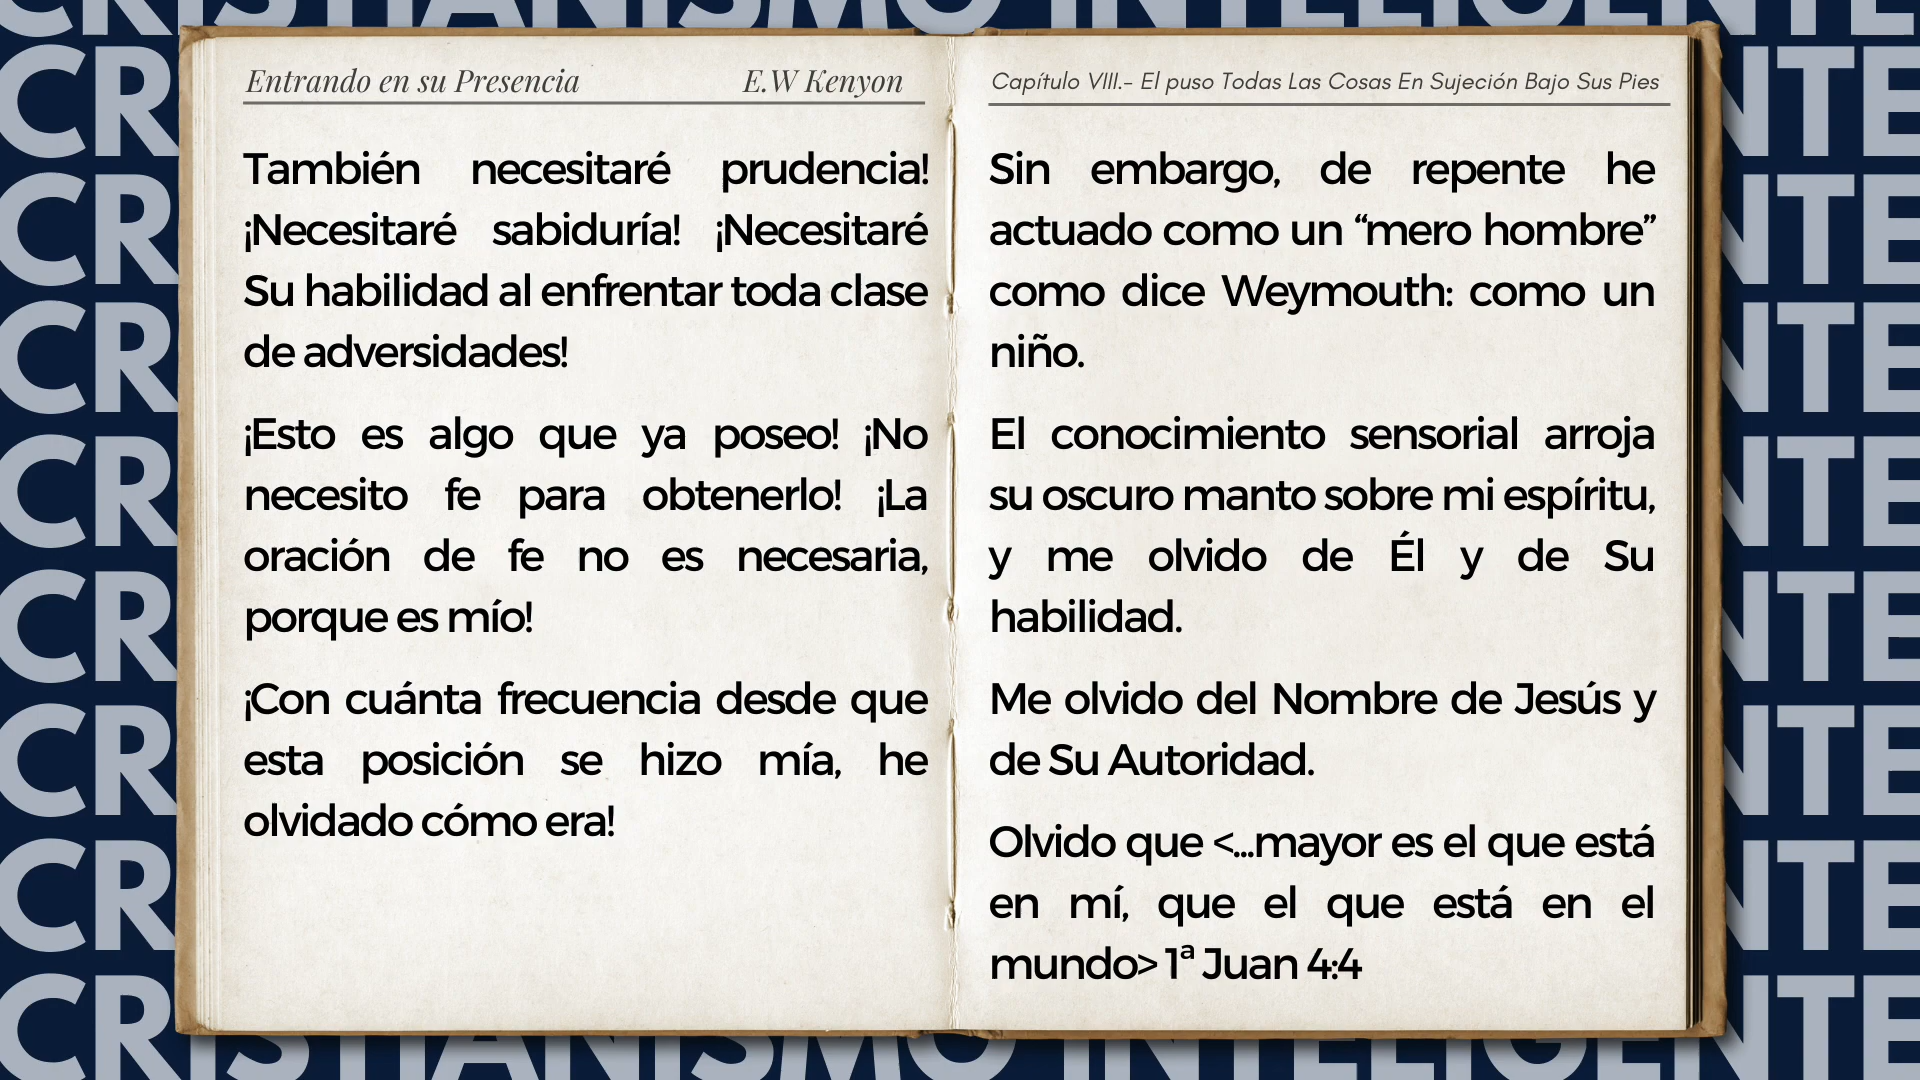 CRISTIANISMO INTELIGENTE
Entrando en su Presencia
E.W Kenyon
También necesitaré prudencia!
¡Necesitaré sabiduría! ¡Necesitaré
Su habilidad al enfrentar toda clase
de adversidades!
¡Esto es algo que ya poseo! ¡No
necesito fe para obtenerlo! ¡La
oración de fe no es necesaria,
porque es mío!
¡Con cuánta frecuencia desde que
esta posición se hizo mía, he
olvidado cómo era!
Capítulo VIII.- El puso Todas Las Cosas En Sujeción Bajo Sus Pies
Sin embargo, de repente he
actuado como un “mero hombre”
como dice Weymouth: como un
niño.
El conocimiento sensorial arroja
su oscuro manto sobre mi espíritu,
y me olvido de Él y de Su
habilidad.
Me olvido del Nombre de Jesús y
de Su Autoridad.
Olvido que <...mayor es el que está
en mí, que el que está en el
mundo> 1ª Juan 4:4
CRISTIANISMO INTELIGENTE